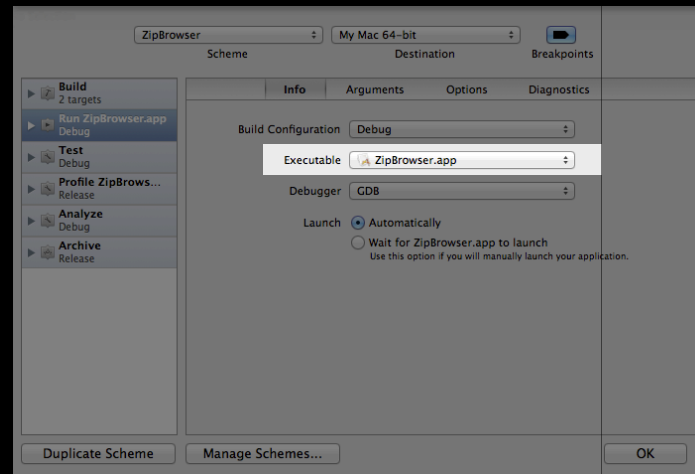 ZipBrowser
My Mac 64-bit
Scheme
Destination
Breakpoints
Build
2 targets
Run ZipBrowser.app
Debug
Test
Debug
Profile ZipBrows...
Release
Analyze
Debug
Archive
Release
Info
Arguments
Options
Diagnostics
Build Configuration
Debug
Executable
ZipBrowser.app
Debugger
GDB
Launch
Automatically
Wait for ZipBrowser.app to launch
Use this option if you will manually launch your application.
Duplicate Scheme
Manage Schemes...
OK